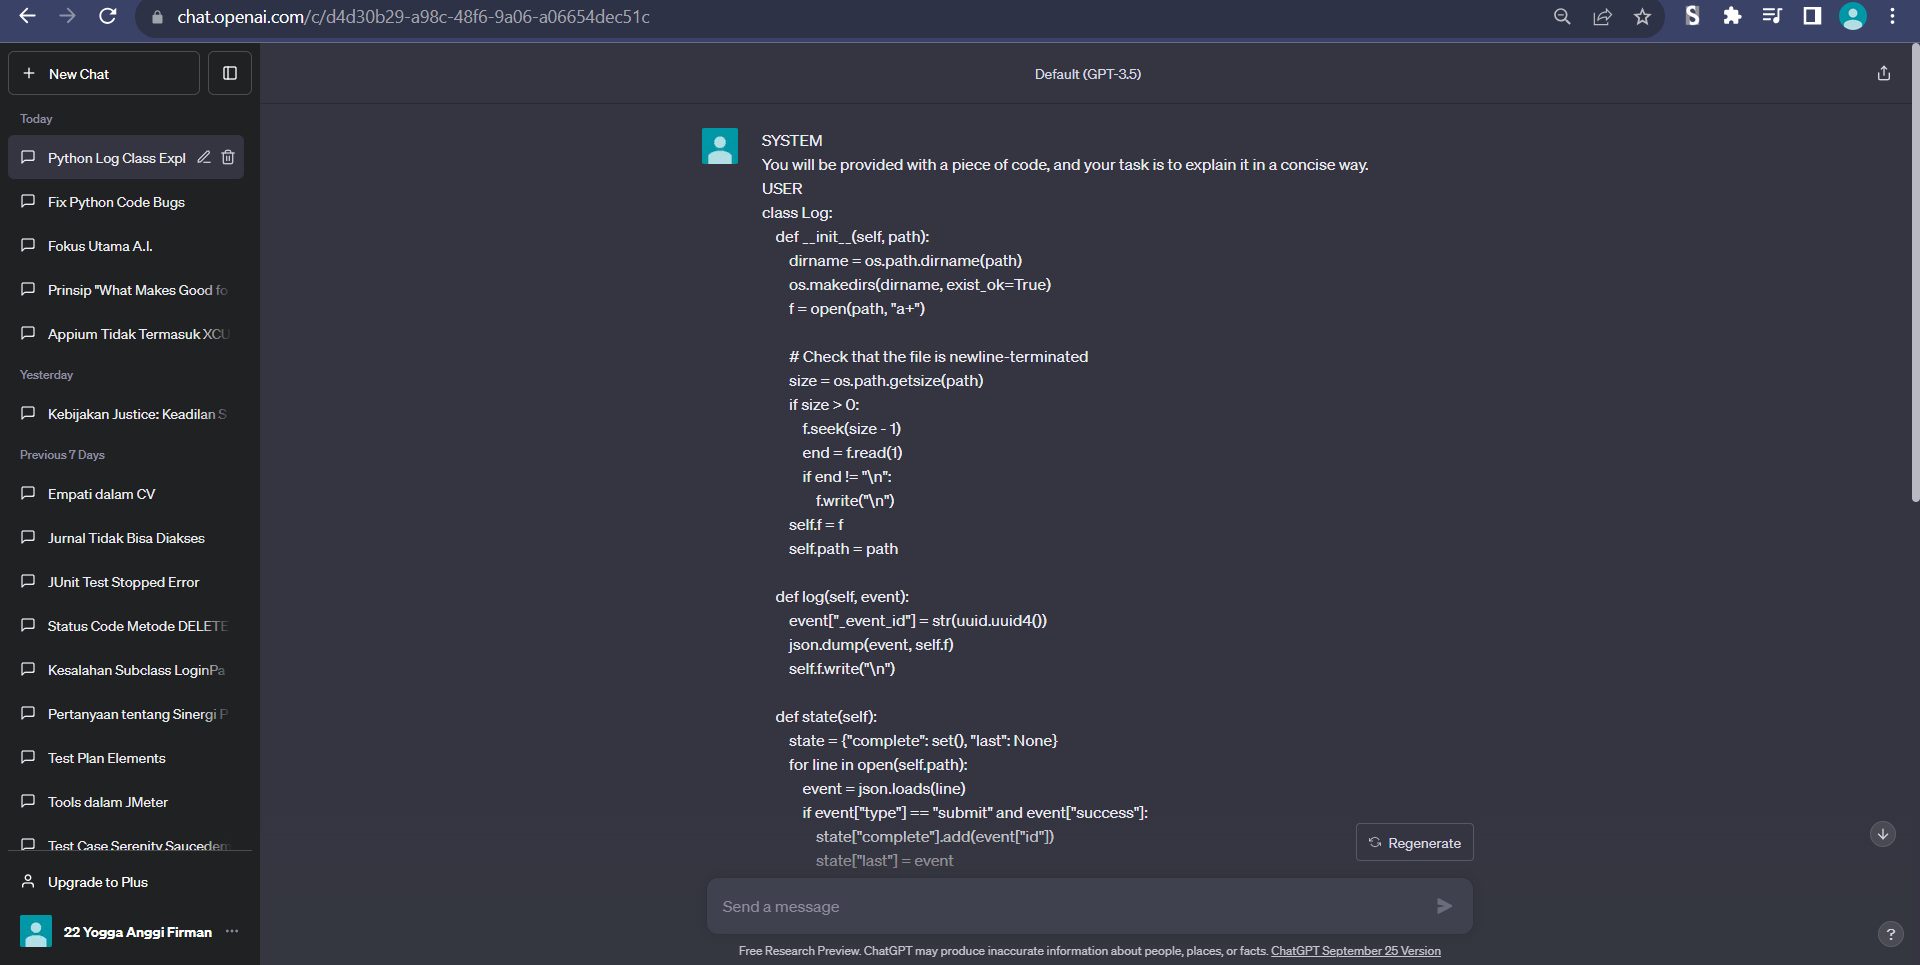 chat.openai.com/c/d4d30b29-a98c-48f6-9a06-a06654dec51c
New Chat
Today
Python Log Class Expl
Fix Python Code Bugs
Fokus Utama A.I.
Prinsip "What Makes Good fo
Appium Tidak Termasuk XCU
Yesterday
Kebijakan Justice: Keadilan S
Previous 7 Days
Empati dalam CV
Jurnal Tidak Bisa Diakses
JUnit Test Stopped Error
Status Code Metode DELETE
Kesalahan Subclass LoginPa
Pertanyaan tentang Sinergi P
Test Plan Elements
Tools dalam JMeter
Test Case Serenity Saucedem
Upgrade to Plus
22 Yogga Anggi Firman
Default (GPT-3.5)
SYSTEM
You will be provided with a piece of code, and your task is to explain it in a concise way.
USER
class Log:
def __init__(self, path):
dirname = os.path.dirname(path)
os.makedirs(dirname, exist_ok=True)
f = open(path, "a+")
# Check that the file is newline-terminated
size = os.path.getsize(path)
if size > 0:
f.seek(size - 1)
end = f.read(1)
if end != "\n":
f.write("\n")
self.f = f
self.path = path
def log(self, event):
event["_event_id"] = str(uuid.uuid4())
json.dump(event, self.f)
self.f.write("\n")
def state(self):
state = {"complete": set(), "last": None}
for line in open(self.path):
event = json.loads(line)
if event["type"] == "submit" and event["success"]:
state["complete"].add(event["id"])
state["last"] = event
Regenerate
Send a message
Free Research Preview. ChatGPT may produce inaccurate information about people, places, or facts. ChatGPT September 25 Version
?